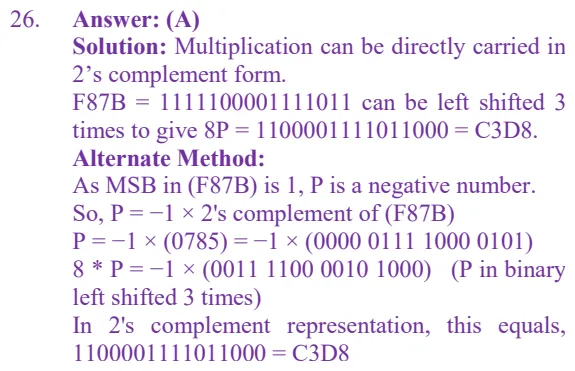 26. Answer: (A)
Solution: Multiplication can be directly carried in
2’s complement form.
F87B = 1111100001111011 can be left shifted 3
times to give 8P = 1100001111011000 = C3D8.
Alternate Method:
As MSB in (F87B) is 1, P is a negative number.
So, P = −1 × 2's complement of (F87B)
P = −1 × (0785) = −1 × (0000 0111 1000 0101)
8 * P = −1 × (0011 1100 0010 1000) (P in binary
left shifted 3 times)
In 2's complement representation, this equals,
1100001111011000 = C3D8